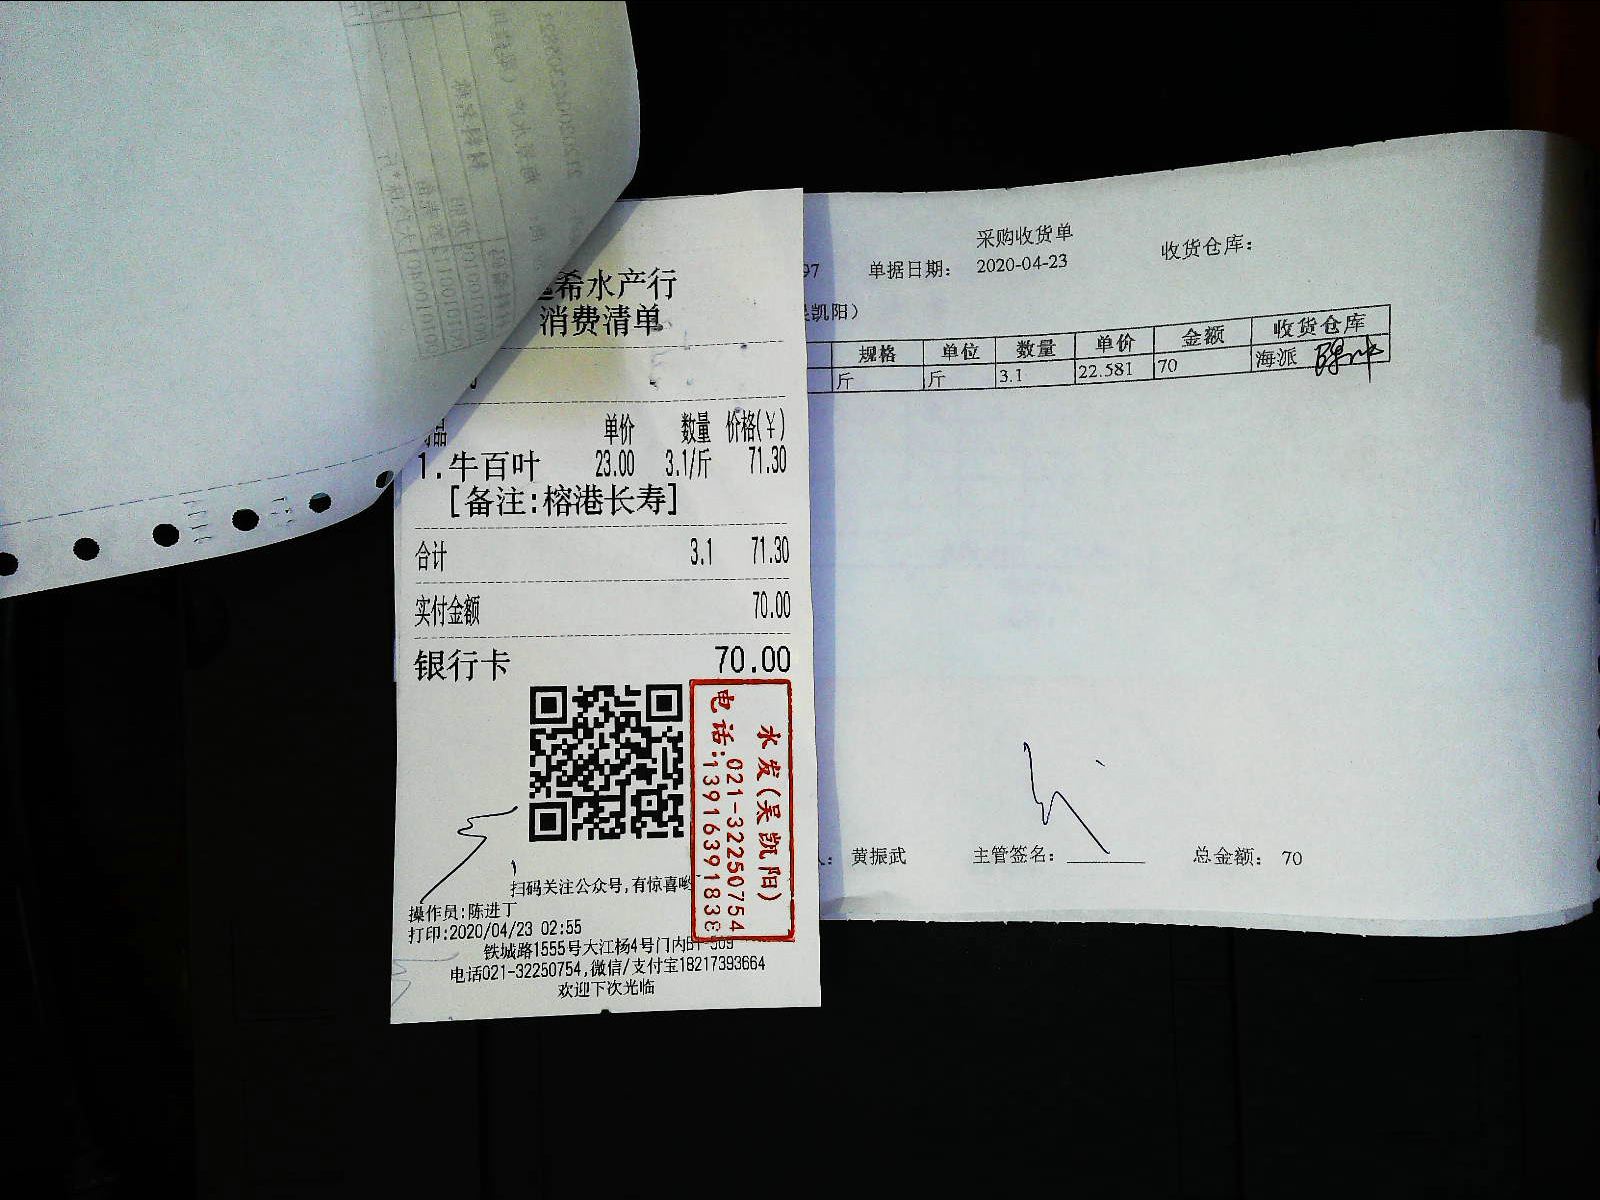 希水产行
消费清单
品 单价 数量 价格(¥)
1.牛百叶 23.00 3.1/斤 71.30
[备注:榕港长寿]
合计 3.1 71.30
实付金额 70.00
银行卡 70.00
水发(吴凯阳)
021-32250754
电话:13916391838
扫码关注公众号,有惊喜哟
操作员:陈进丁
打印:2020/04/23 02:55
铁城路1555号大江杨4号门内B1-509
电话021-32250754,微信/支付宝18217393664
欢迎下次光临
采购收货单
97 单据日期: 2020-04-23 收货仓库:
凯阳)
规格 单位 数量 单价 金额 收货仓库
斤 斤 3.1 22.581 70 海派
黄振武 主管签名: 总金额: 70